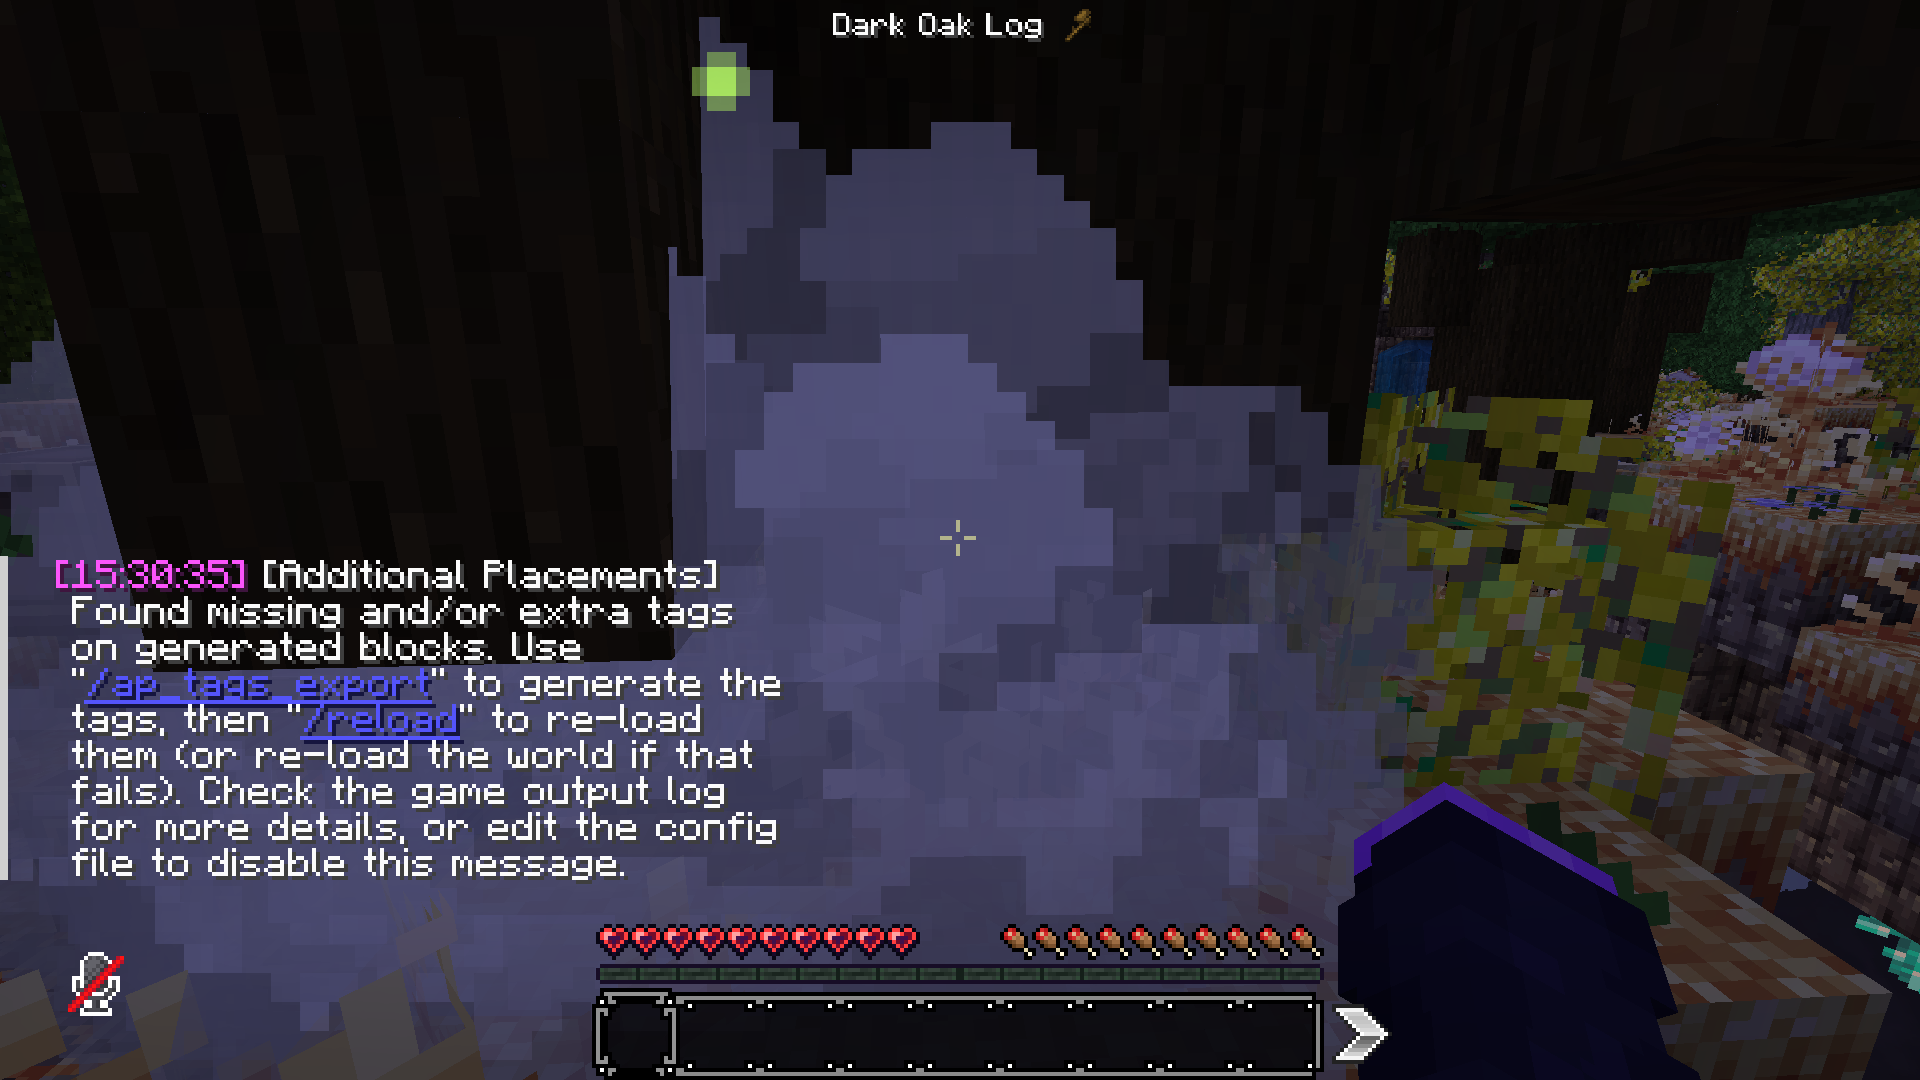 Dark Oak Log
[15:30:35] [Additional Placements]
Found missing and/or extra tags
on generated blocks. Use
"/ap_tags_export" to generate the
tags, then "/reload" to re-load
them (or re-load the world if that
fails). Check the game output log
for more details, or edit the config
file to disable this message.